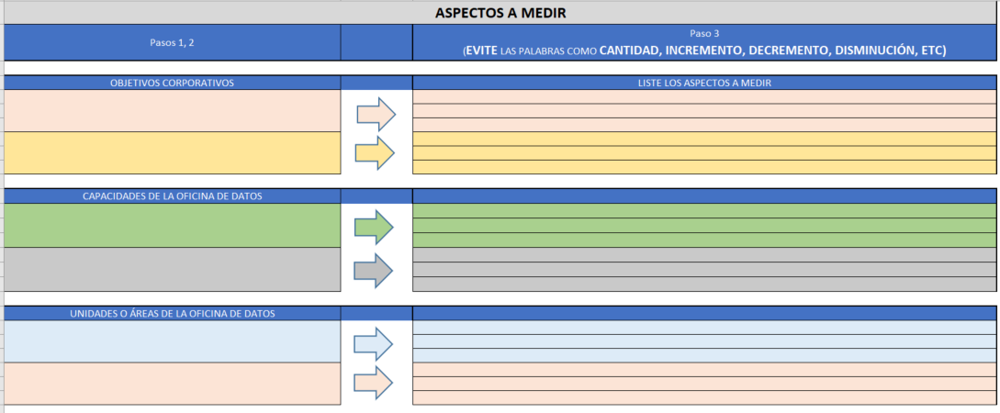 ASPECTOS A MEDIR
Pasos 1, 2
Paso 3
(EVITE LAS PALABRAS COMO CANTIDAD, INCREMENTO, DECREMENTO, DISMINUCIÓN, ETC)
OBJETIVOS CORPORATIVOS
LISTE LOS ASPECTOS A MEDIR
CAPACIDADES DE LA OFICINA DE DATOS
UNIDADES O ÁREAS DE LA OFICINA DE DATOS